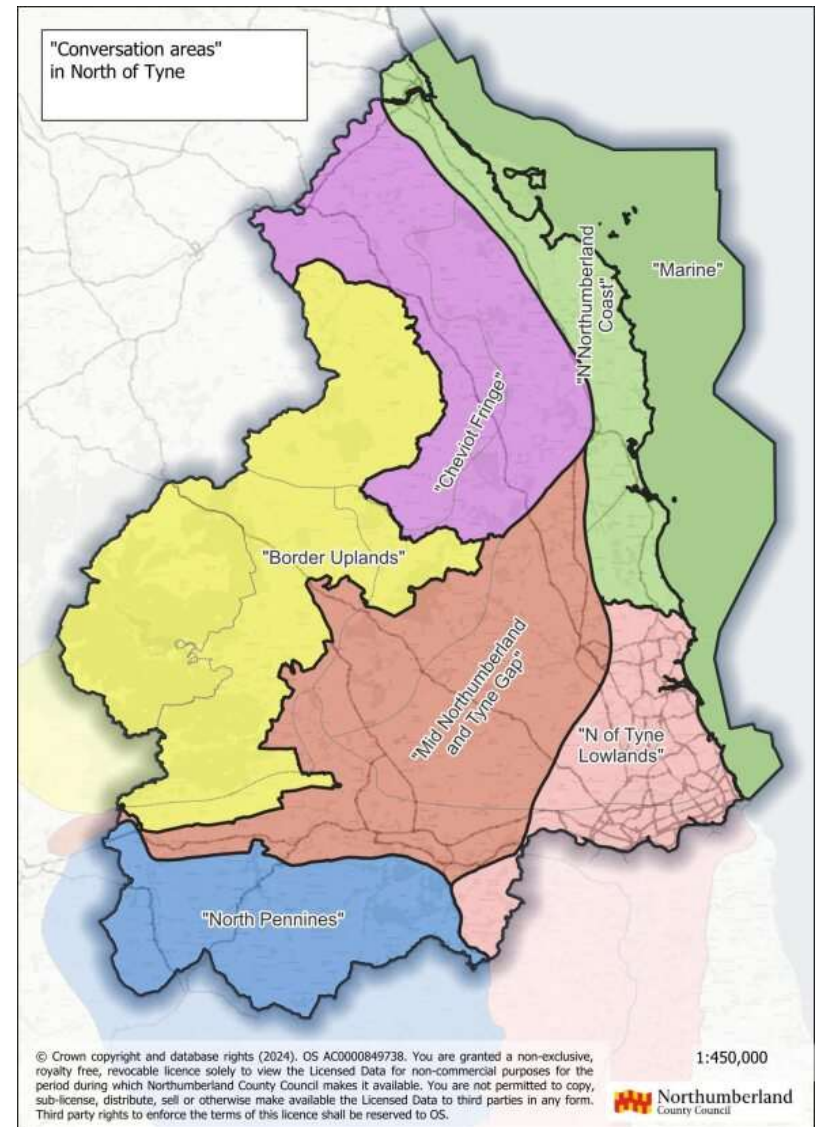 "Conversation areas"
in North of Tyne
"Marine"
"N Northumberland
Coast"
"Cheviot Fringe"
"Border Uplands"
"Mid Northumberland
and Tyne Gap"
"N of Tyne
Lowlands"
"North Pennines"
© Crown copyright and database rights (2024). OS AC0000849738. You are granted a non-exclusive,
royalty free, revocable licence solely to view the Licensed Data for non-commercial purposes for the
period during which Northumberland County Council makes it available. You are not permitted to copy,
sub-license, distribute, sell or otherwise make available the Licensed Data to third parties in any form.
Third party rights to enforce the terms of this licence shall be reserved to OS.
1:450,000
Northumberland
County Council